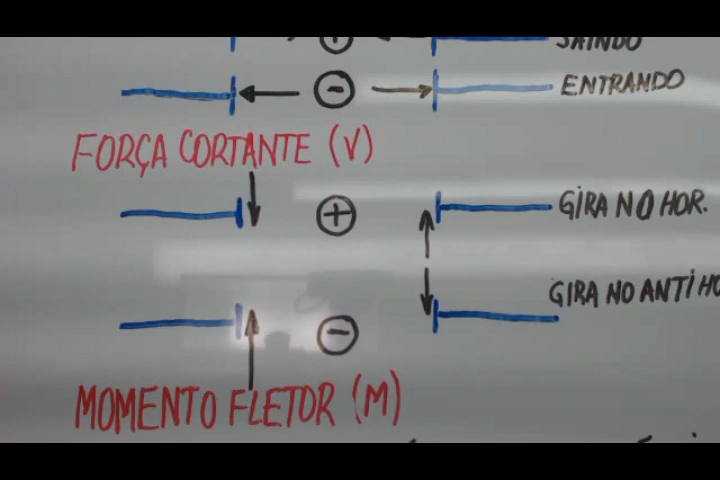 + SAINDO
- ENTRANDO
FORÇA CORTANTE (V)
+ GIRA NO HOR.
- GIRA NO ANTI HO
MOMENTO FLETOR (M)